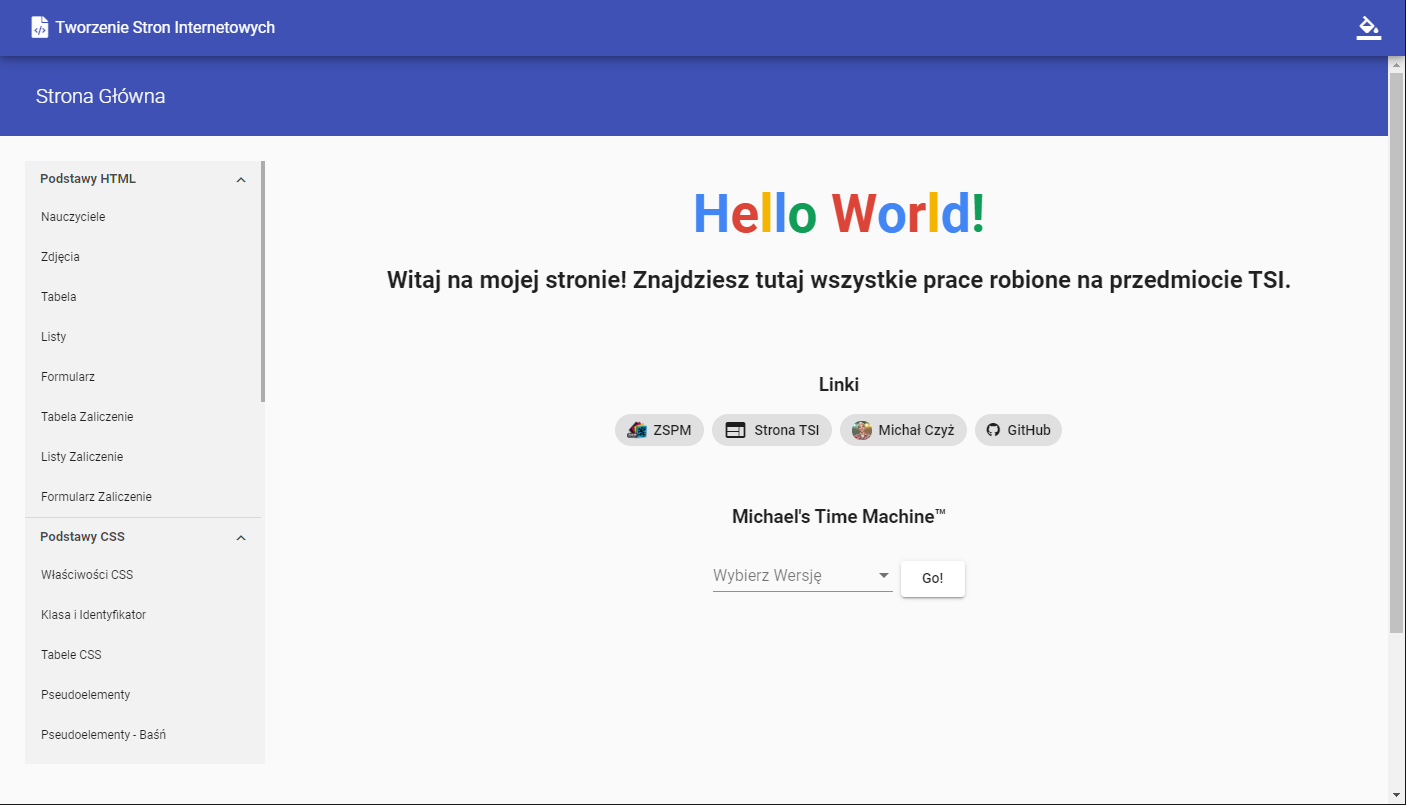 Tworzenie Stron Internetowych
Strona Główna
Podstawy HTML
Nauczyciele
Zdjęcia
Tabela
Listy
Formularz
Tabela Zaliczenie
Listy Zaliczenie
Formularz Zaliczenie
Podstawy CSS
Właściwości CSS
Klasa i Identyfikator
Tabele CSS
Pseudoelementy
Pseudoelementy - Baśń
Hello World!
Witaj na mojej stronie! Znajdziesz tutaj wszystkie prace robione na przedmiocie TSI.
Linki
ZSPM Strona TSI Michał Czyż GitHub
Michael's Time Machine™
Wybierz Wersję Go!